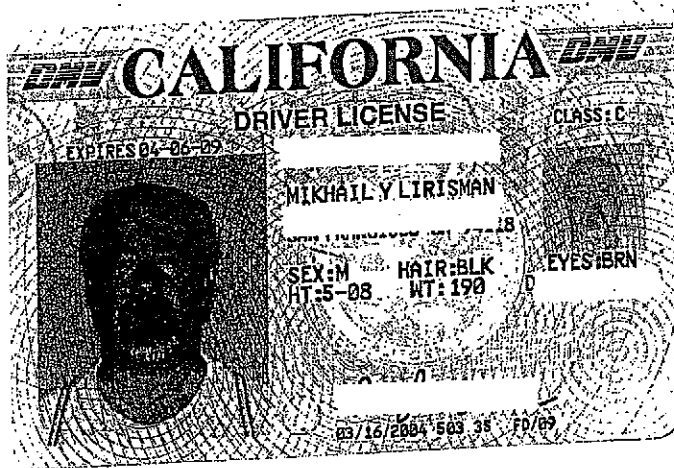 DMV CALIFORNIA DMV
DRIVER LICENSE
CLASS:C
EXPIRES 04-06-09
MIKHAIL Y LIRISMAN
SEX:M HAIR:BLK EYES:BRN
HT:5-08 WT:190
03/16/2004 503 35 FD/09